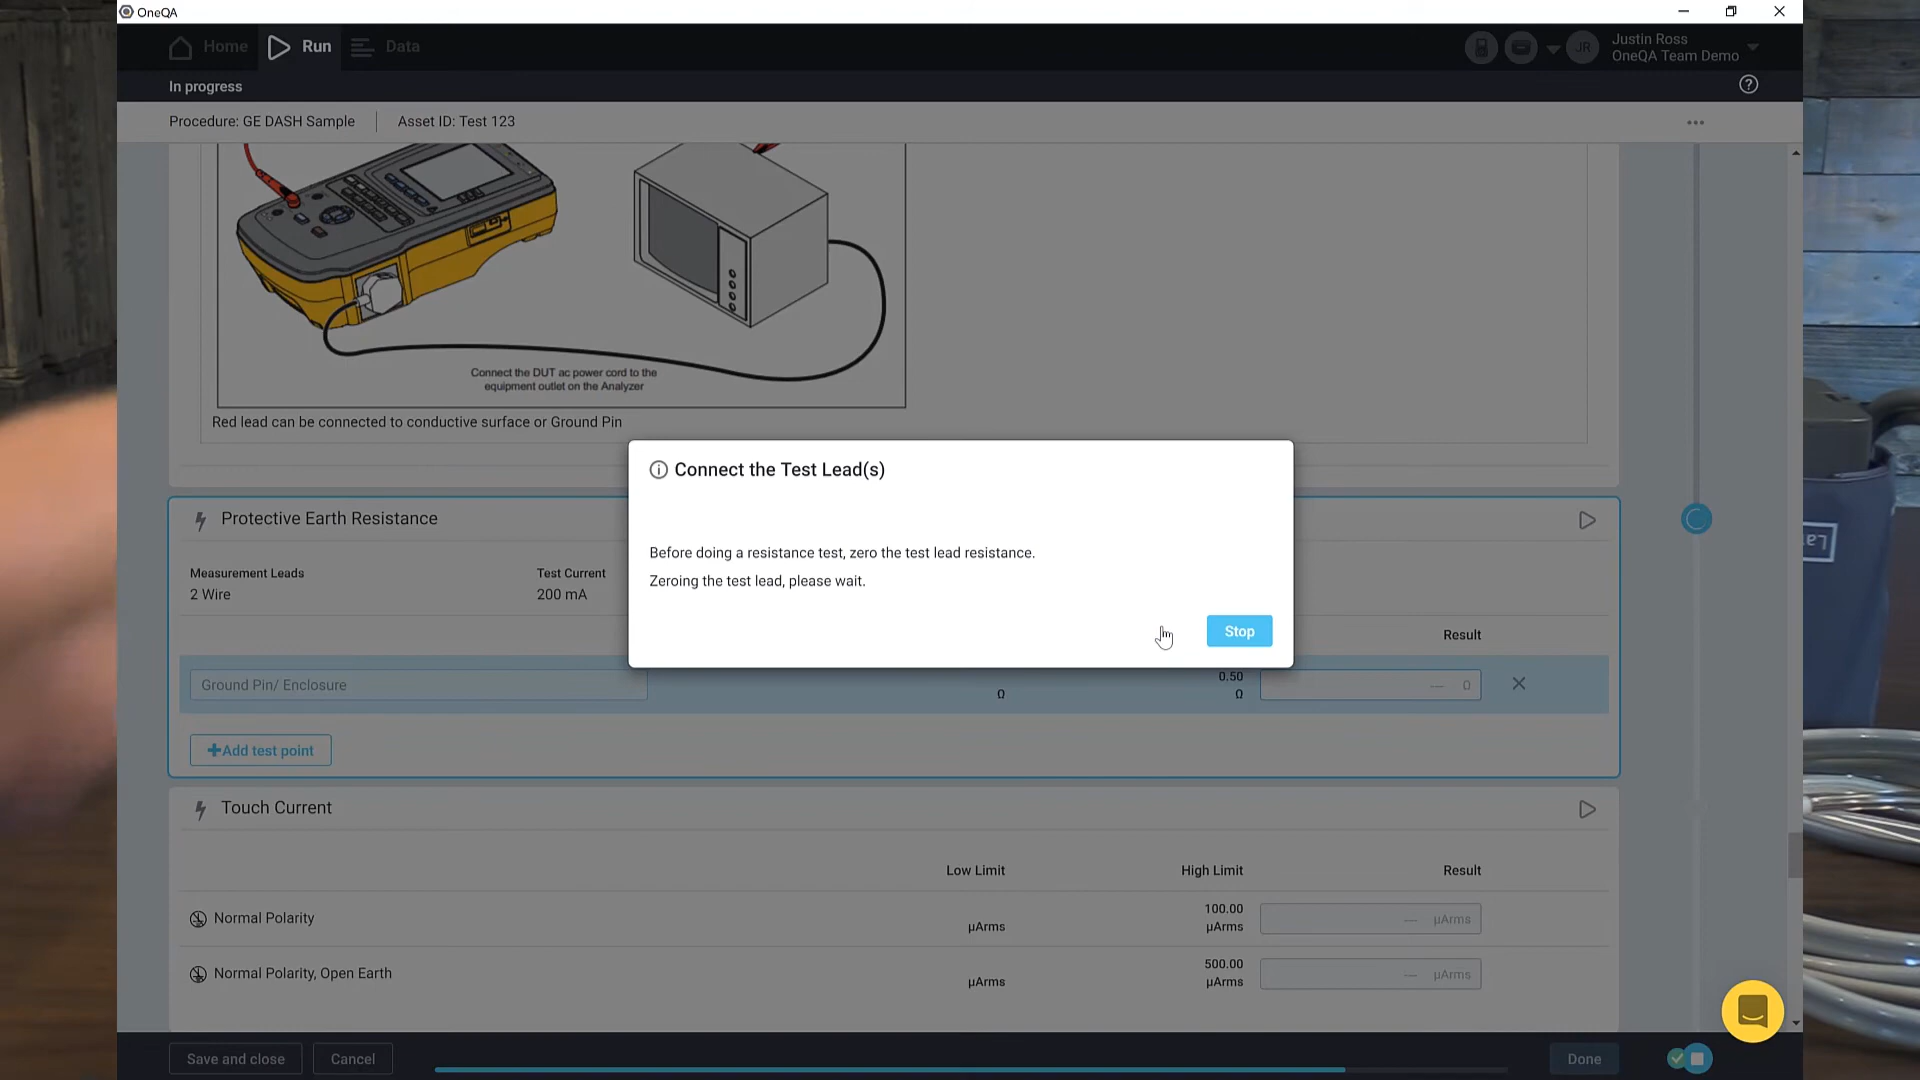 OneQA
Home
Run
Data
JR
Justin Ross
OneQA Team Demo
In progress
Procedure: GE DASH Sample
Asset ID: Test 123
Connect the DUT ac power cord to the
equipment outlet on the Analyzer
Red lead can be connected to conductive surface or Ground Pin
Connect the Test Lead(s)
Before doing a resistance test, zero the test lead resistance.
Zeroing the test lead, please wait.
Stop
Protective Earth Resistance
Measurement Leads
2 Wire
Test Current
200 mA
Result
Ground Pin/ Enclosure
Ω
0.50
Ω
--- Ω
+Add test point
Touch Current
Low Limit
High Limit
Result
Normal Polarity
µArms
100.00
µArms
--- µArms
Normal Polarity, Open Earth
µArms
500.00
µArms
--- µArms
Save and close
Cancel
Done